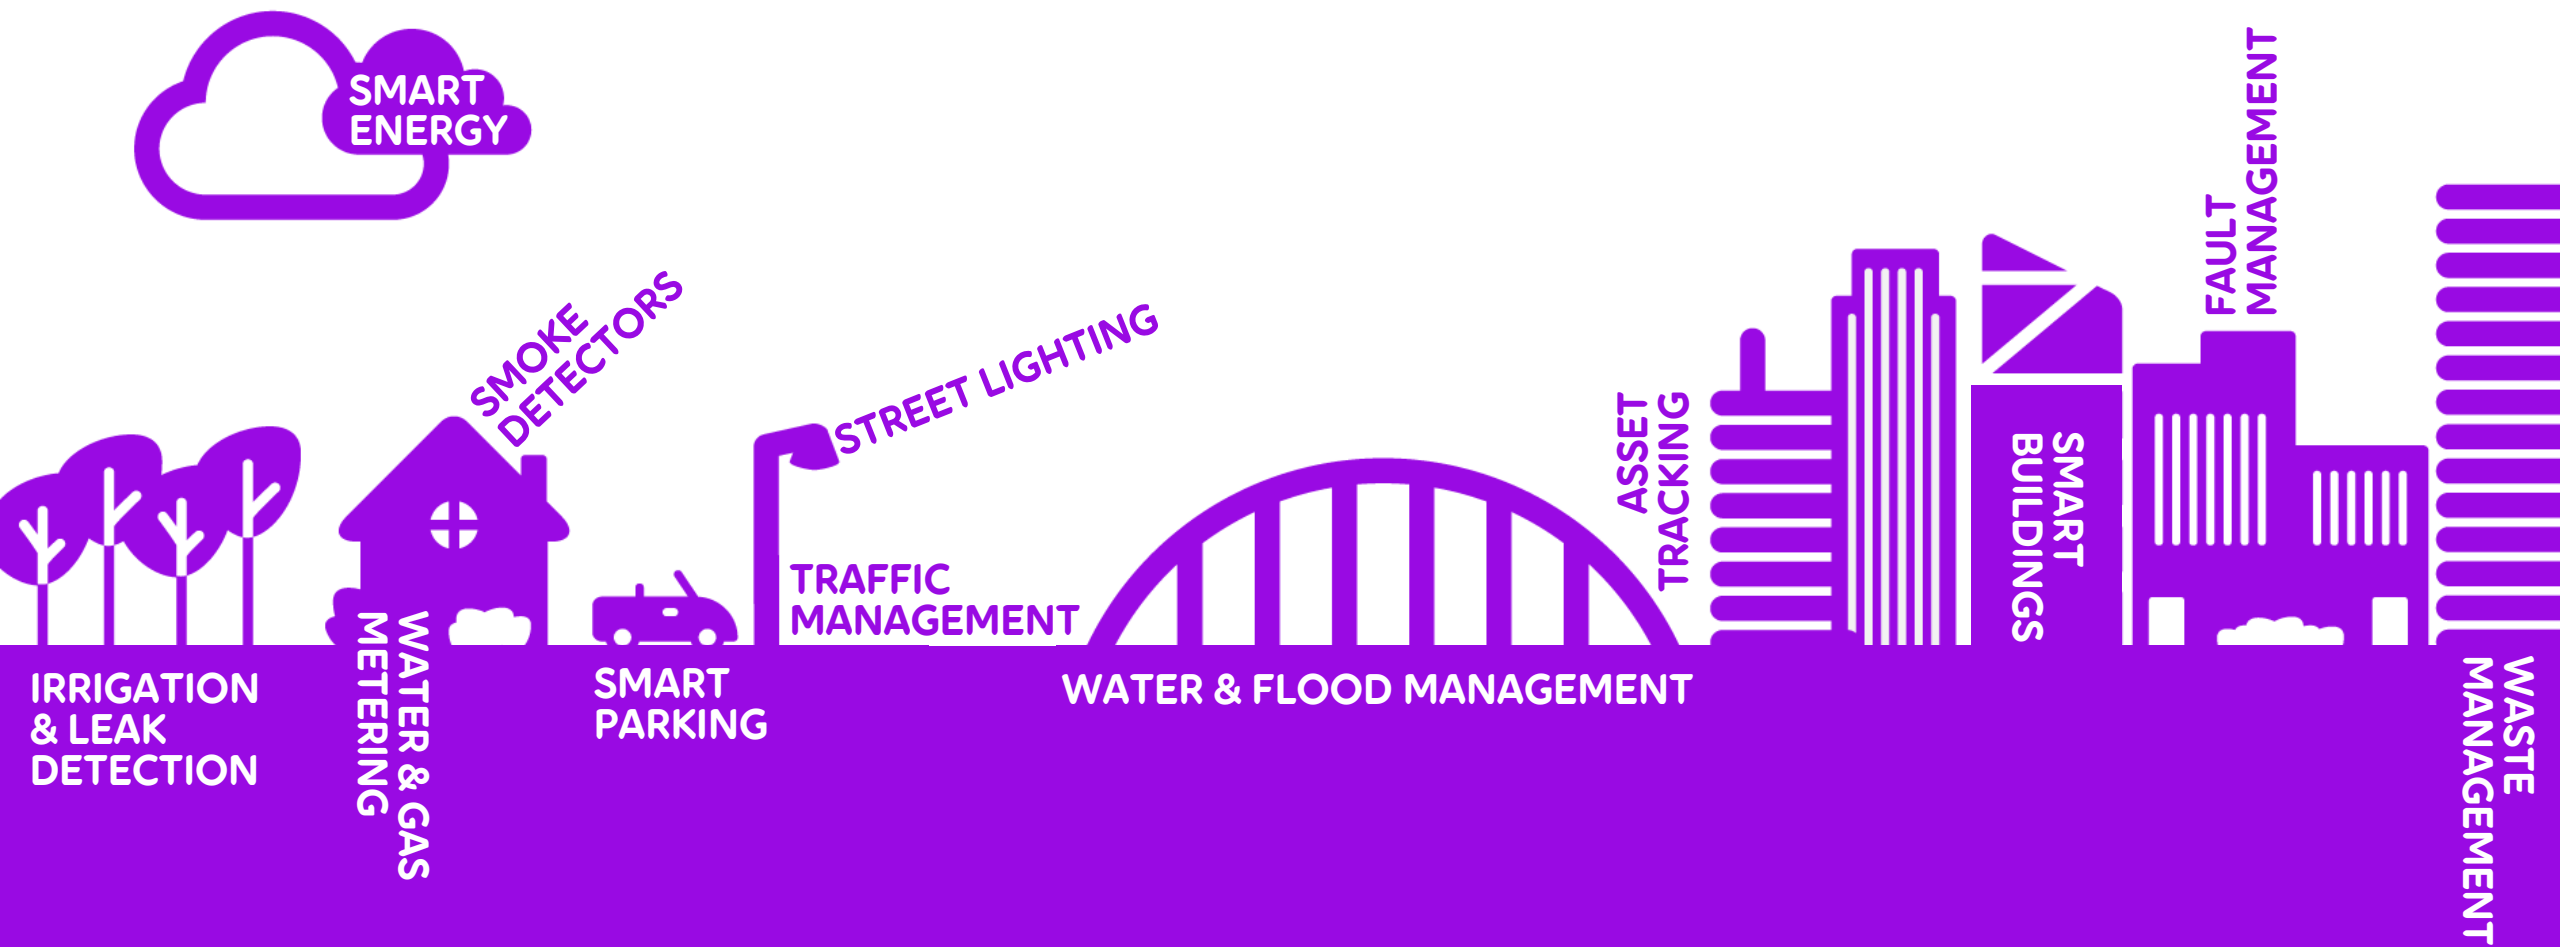 SMART
ENERGY
SMOKE
DETECTORS
STREET LIGHTING
TRAFFIC
MANAGEMENT
ASSET
TRACKING
SMART
BUILDINGS
FAULT
MANAGEMENT
IRRIGATION
& LEAK
DETECTION
WATER & GAS
METERING
SMART
PARKING
WATER & FLOOD MANAGEMENT
WASTE
MANAGEMENT